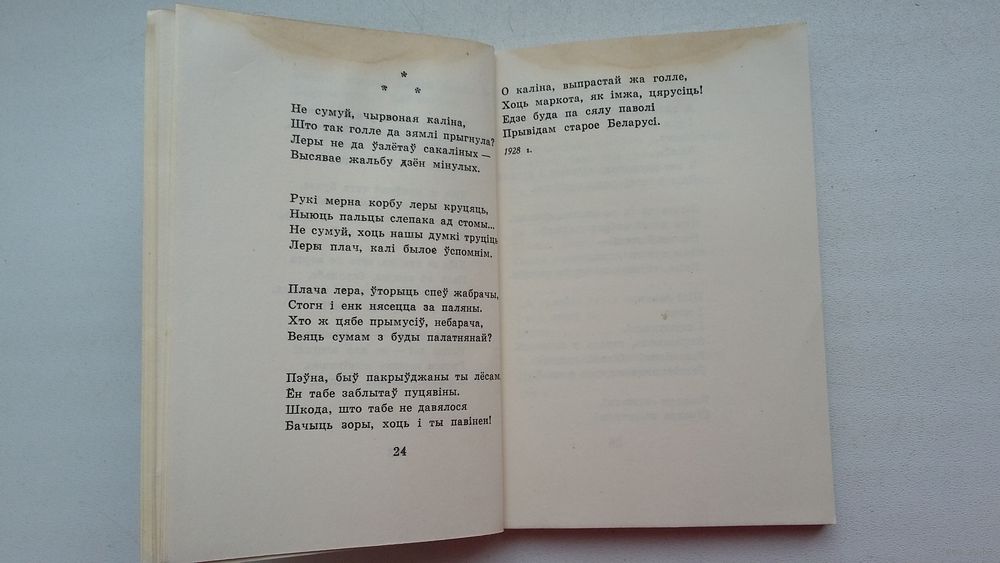 *
* *
Не сумуй, чырвоная каліна,
Што так голле да зямлі прыгнула?
Леры не да ўзлётаў сакаліных —
Высявае жальбу дзён мінулых.
Рукі мерна корбу леры круцяць,
Ныюць пальцы слепака ад стомы...
Не сумуй, хоць нашы думкі труціць
Леры плач, калі былое ўспомнім.
Плача лера, ўторыць спеў жабрачы,
Стогн і енк нясецца за паляны.
Хто ж цябе прымусіў, небарача,
Веяць сумам з буды палатнянай?
Пэўна, быў пакрыўджаны ты лёсам
Ён табе заблытаў пуцявіны.
Шкода, што табе не давялося
Бачыць зоры, хоць і ты павінен!
24
О каліна, выпрастай жа голле,
Хоць маркота, як імжа, цярусіць!
Едзе буда па сялу паволі
Прывідам старое Беларусі.
1928 г.